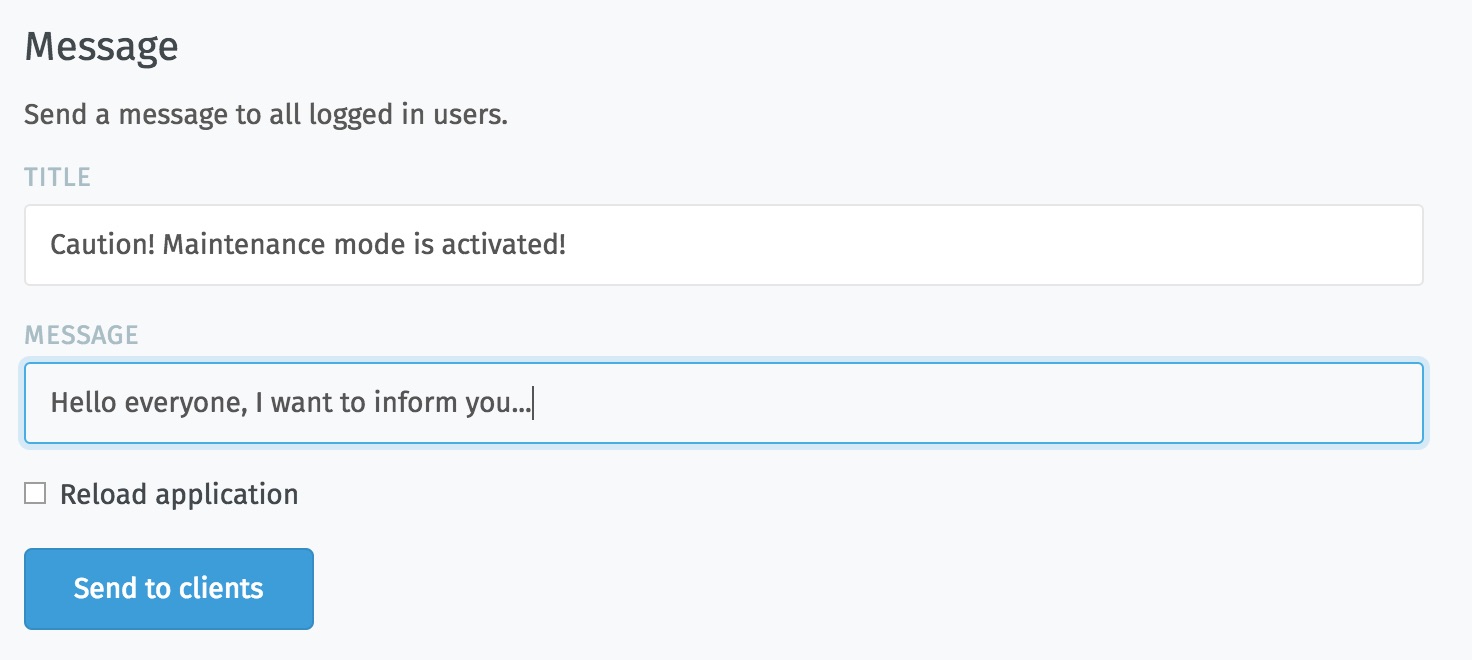 Message
Send a message to all logged in users.
TITLE
Caution! Maintenance mode is activated!
MESSAGE
Hello everyone, I want to inform you...
Reload application
Send to clients